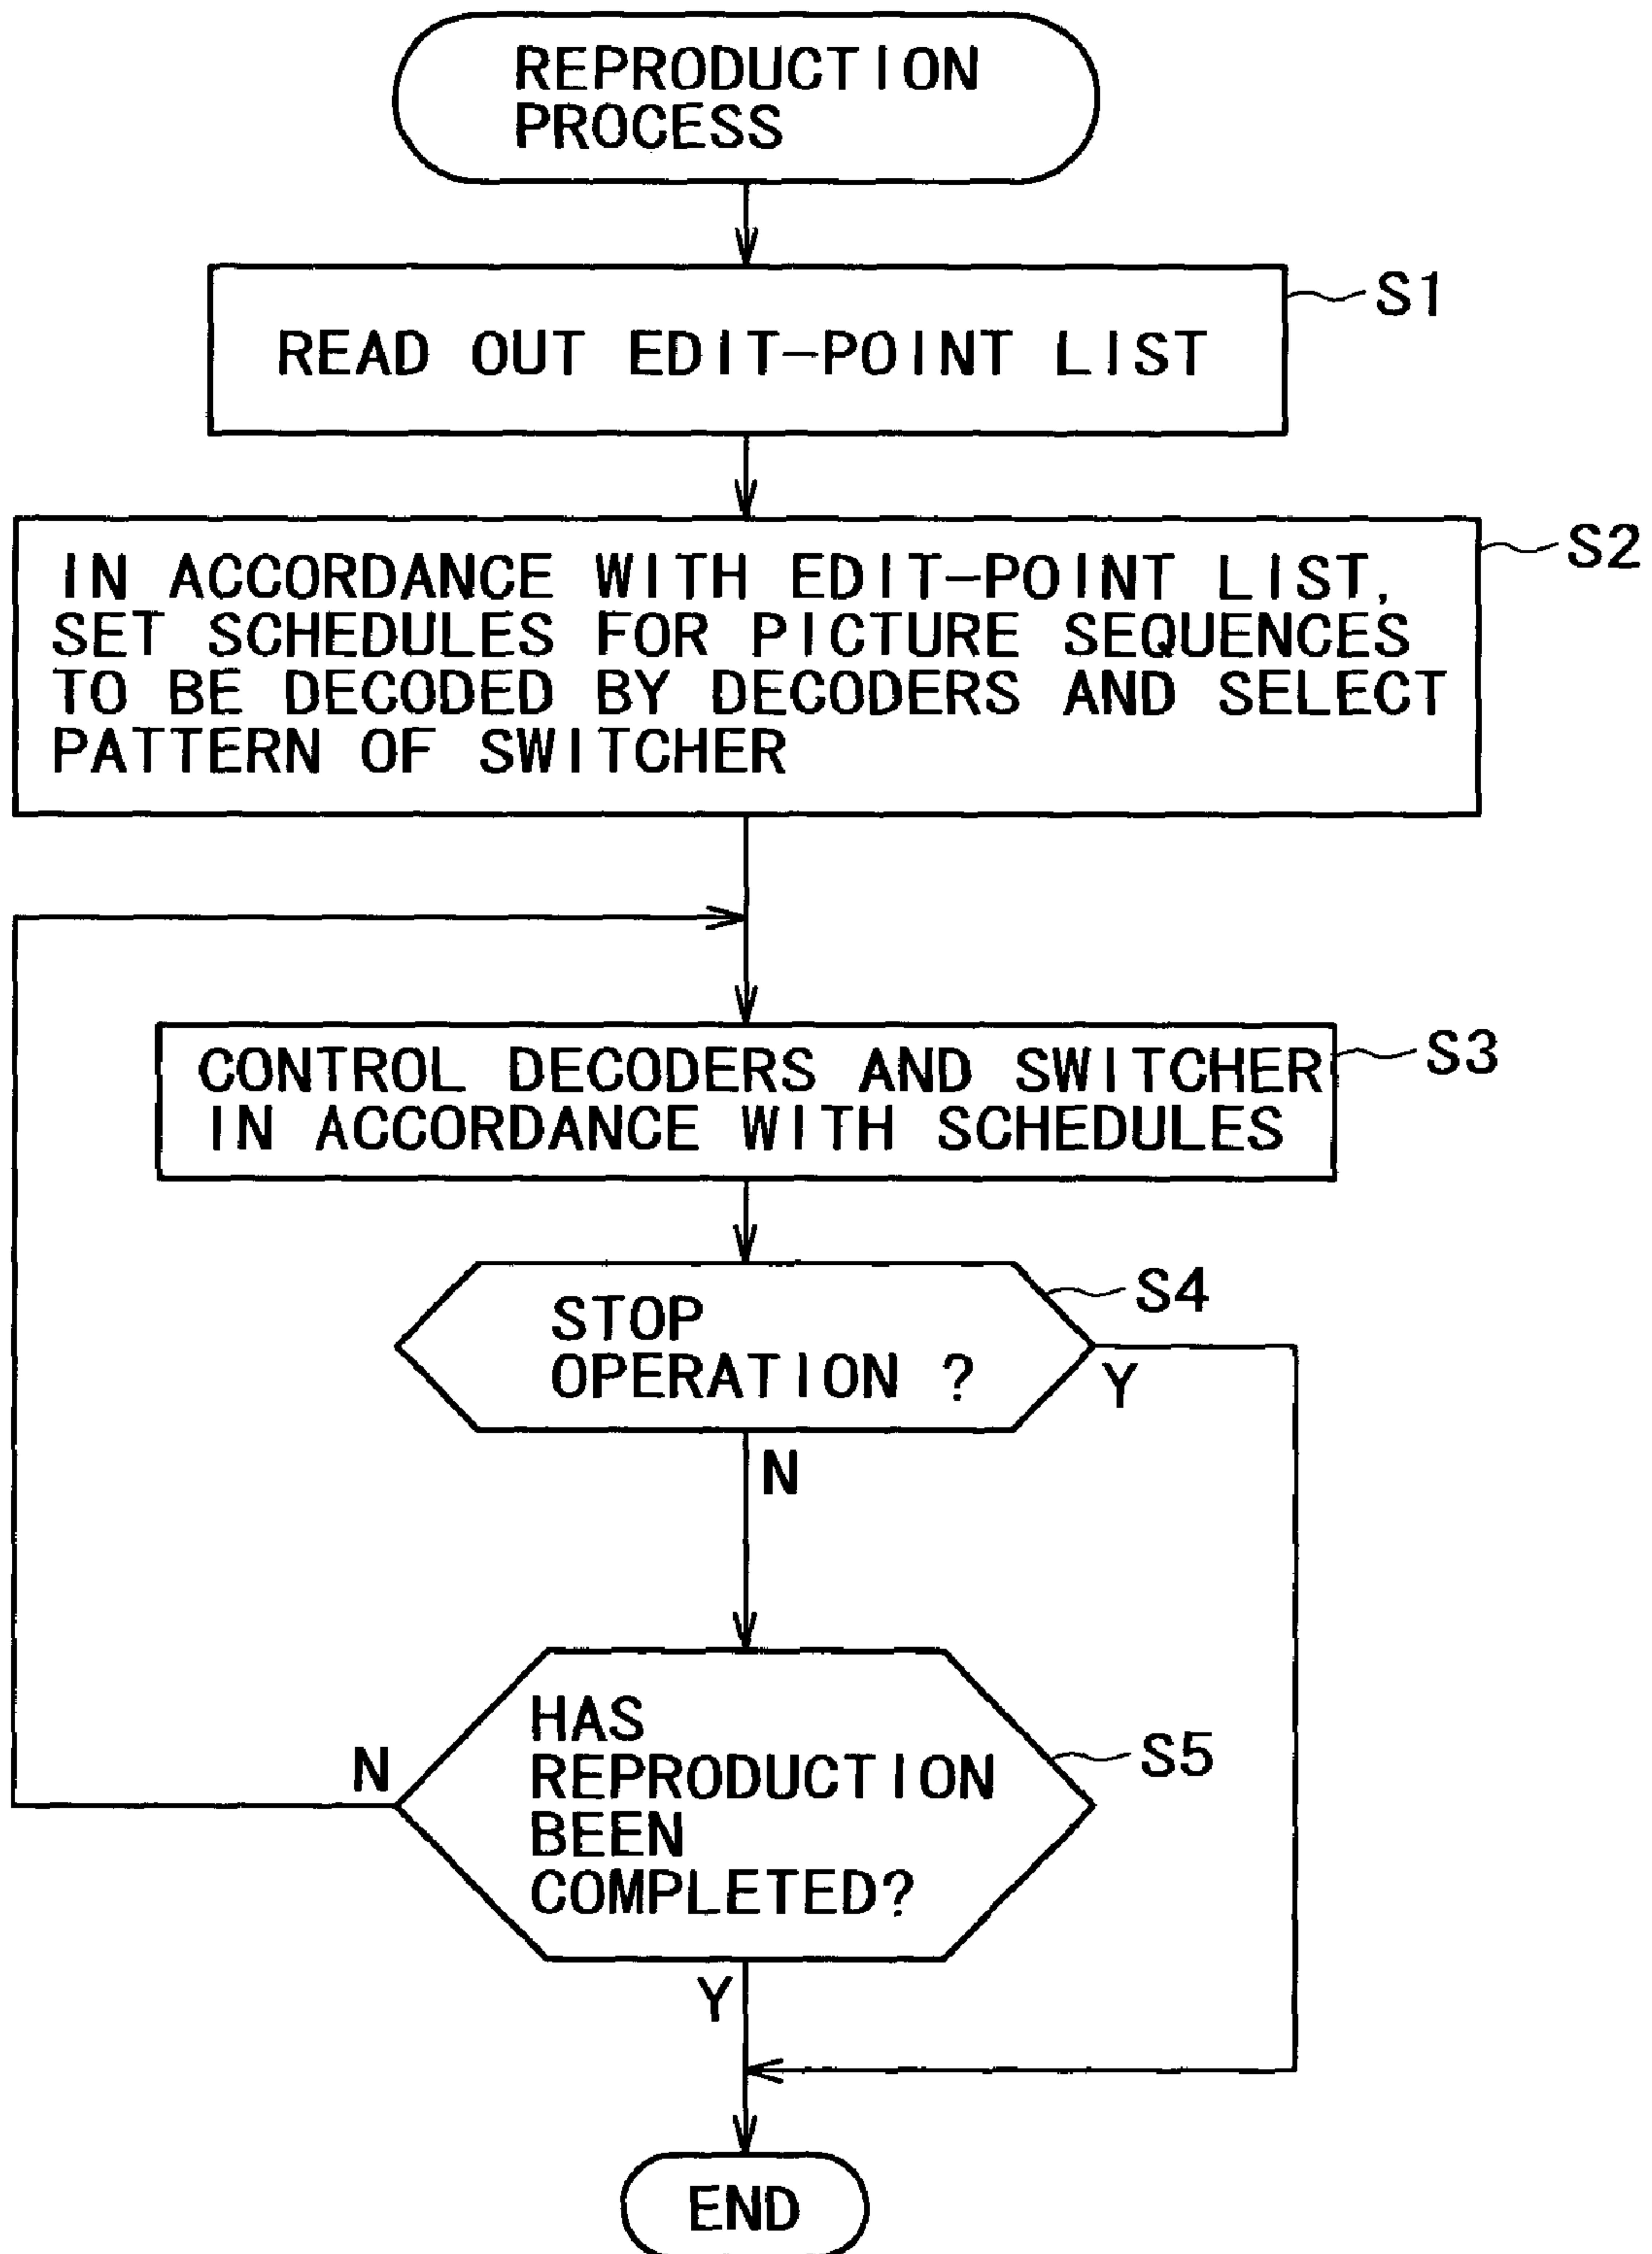 REPRODUCTION
PROCESS
S1
READ OUT EDIT-POINT LIST
S2
IN ACCORDANCE WITH EDIT-POINT LIST,
SET SCHEDULES FOR PICTURE SEQUENCES
TO BE DECODED BY DECODERS AND SELECT
PATTERN OF SWITCHER
S3
CONTROL DECODERS AND SWITCHER
IN ACCORDANCE WITH SCHEDULES
S4
STOP
OPERATION ?
Y
N
S5
HAS
REPRODUCTION
BEEN
COMPLETED?
N
Y
END